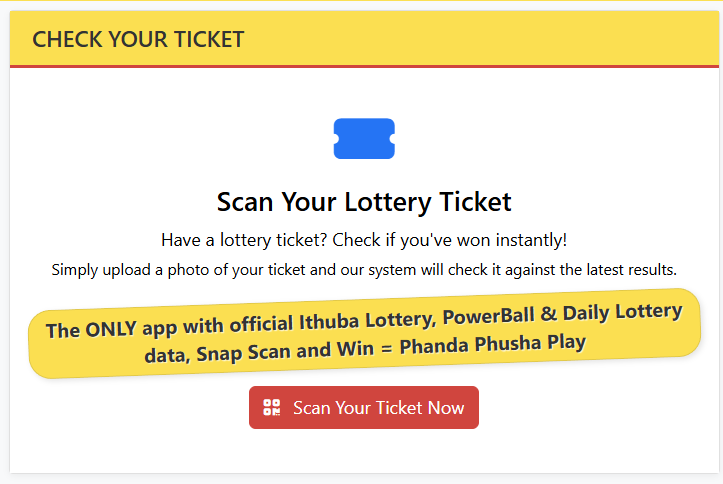 CHECK YOUR TICKET
Scan Your Lottery Ticket
Have a lottery ticket? Check if you've won instantly!
Simply upload a photo of your ticket and our system will check it against the latest results.
The ONLY app with official Ithuba Lottery, PowerBall & Daily Lottery
data, Snap Scan and Win = Phanda Phusha Play
Scan Your Ticket Now